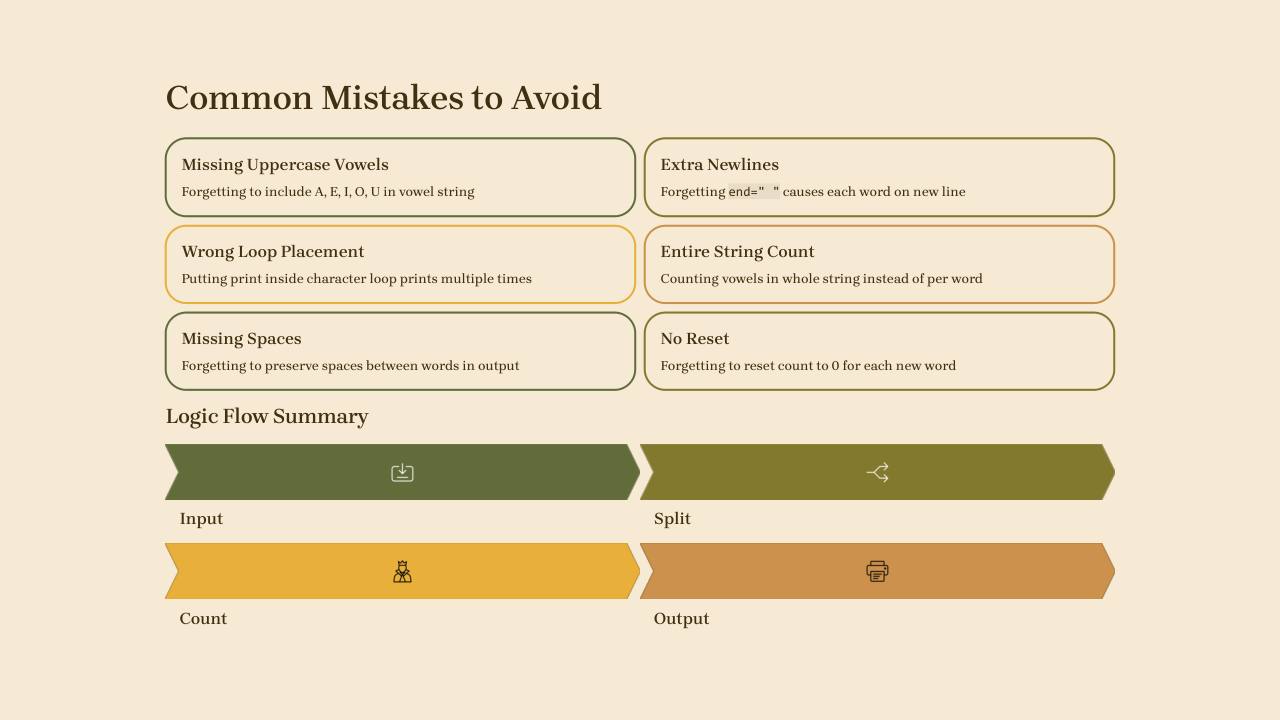 Common Mistakes to Avoid
Missing Uppercase Vowels
Forgetting to include A, E, I, O, U in vowel string
Extra Newlines
Forgetting end=" " causes each word on new line
Wrong Loop Placement
Putting print inside character loop prints multiple times
Entire String Count
Counting vowels in whole string instead of per word
Missing Spaces
Forgetting to preserve spaces between words in output
No Reset
Forgetting to reset count to 0 for each new word
Logic Flow Summary
Input
Split
Count
Output